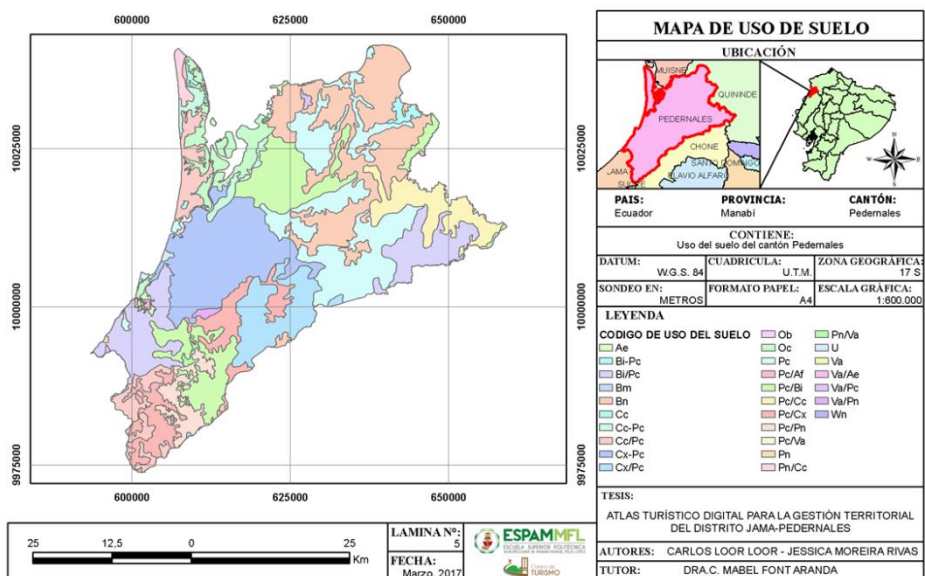 600000 625000 650000
10025000 10025000
10000000 10000000
9975000 9975000
600000 625000 650000
25 12,5 0 25
Km
LAMINA Nº:
5
FECHA:
Marzo, 2017
ESPAMMFL
ESCUELA SUPERIOR POLITÉCNICA
Carrera de
TURISMO
MAPA DE USO DE SUELO
UBICACIÓN
MUISNE
QUININDE
PEDERNALES
CHONE
SANTO DOMINGO
FLAVIO ALFARO
JAMA
SUCRE
N
W E
S
PAIS: PROVINCIA: CANTÓN:
Ecuador Manabí Pedernales
CONTIENE:
Uso del suelo del cantón Pedernales
DATUM: CUADRICULA: ZONA GEOGRÁFICA:
W.G.S. 84 U.T.M. 17 S
SONDEO EN: FORMATO PAPEL: ESCALA GRÁFICA:
METROS A4 1:600.000
LEYENDA
CODIGO DE USO DEL SUELO
Ae
Bi-Pc
Bi/Pc
Bm
Bn
Cc
Cc-Pc
Cc/Pc
Cx-Pc
Cx/Pc
Ob
Oc
Pc
Pc/Af
Pc/Bi
Pc/Cc
Pc/Cx
Pc/Pn
Pc/Va
Pn
Pn/Cc
Pn/Va
U
Va
Va/Ae
Va/Pc
Va/Pn
Wn
TESIS:
ATLAS TURÍSTICO DIGITAL PARA LA GESTIÓN TERRITORIAL
DEL DISTRITO JAMA-PEDERNALES
AUTORES: CARLOS LOOR LOOR - JESSICA MOREIRA RIVAS
TUTOR: DRA.C. MABEL FONT ARANDA